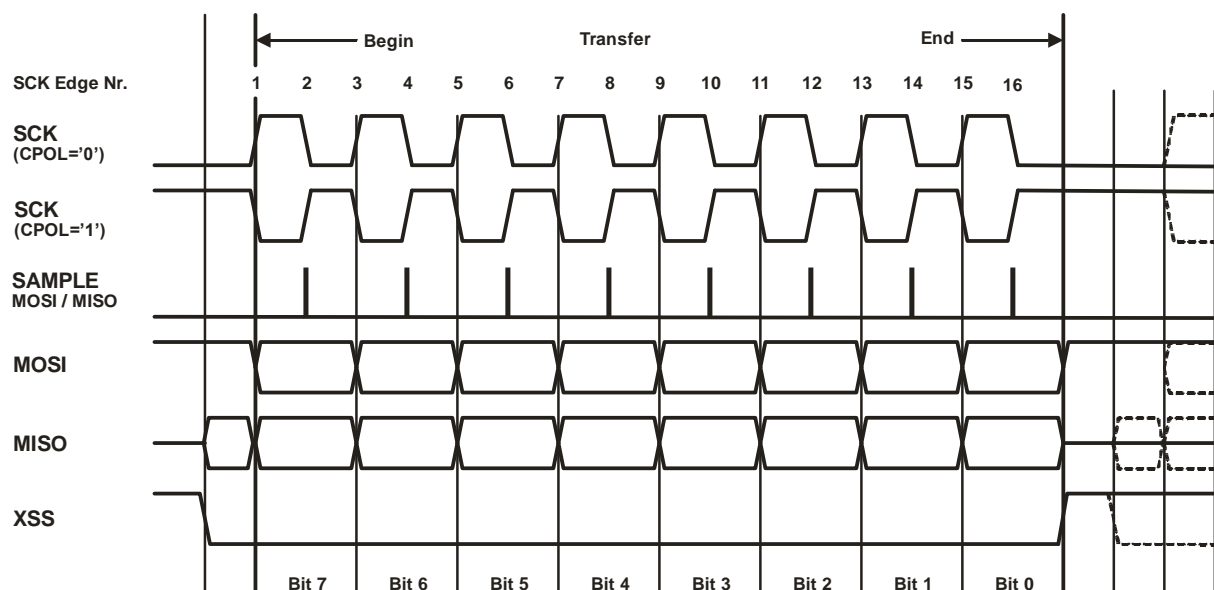 Begin Transfer End
SCK Edge Nr. 1 2 3 4 5 6 7 8 9 10 11 12 13 14 15 16
SCK
(CPOL='0')
SCK
(CPOL='1')
SAMPLE
MOSI / MISO
MOSI
MISO
XSS
Bit 7 Bit 6 Bit 5 Bit 4 Bit 3 Bit 2 Bit 1 Bit 0